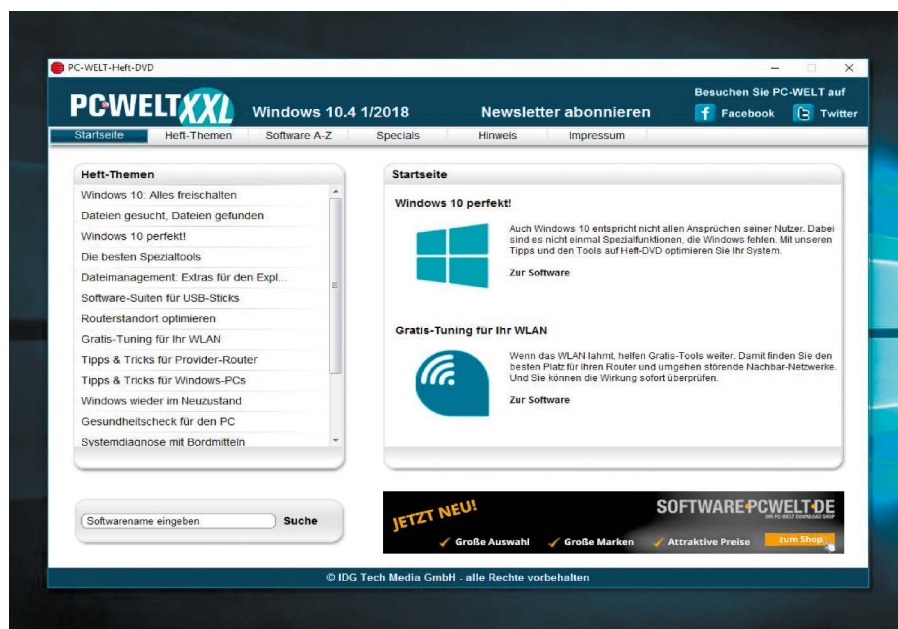 PC-WELT-Heft-DVD
PC WELT XXL
Windows 10.4 1/2018
Newsletter abonnieren
Besuchen Sie PC-WELT auf
Facebook
Twitter
Startseite
Heft-Themen
Software A-Z
Specials
Hinweis
Impressum
Heft-Themen
Windows 10: Alles freischalten
Dateien gesucht, Dateien gefunden
Windows 10 perfekt!
Die besten Spezialtools
Dateimanagement: Extras für den Expl...
Software-Suiten für USB-Sticks
Routerstandort optimieren
Gratis-Tuning für Ihr WLAN
Tipps & Tricks für Provider-Router
Tipps & Tricks für Windows-PCs
Windows wieder im Neuzustand
Gesundheitscheck für den PC
Systemdiagnose mit Bordmitteln
Startseite
Windows 10 perfekt!
Auch Windows 10 entspricht nicht allen Ansprüchen seiner Nutzer. Dabei
sind es nicht einmal Spezialfunktionen, die Windows fehlen. Mit unseren
Tipps und den Tools auf Heft-DVD optimieren Sie Ihr System.
Zur Software
Gratis-Tuning für Ihr WLAN
Wenn das WLAN lahmt, helfen Gratis-Tools weiter. Damit finden Sie den
besten Platz für Ihren Router und umgehen störende Nachbar-Netzwerke.
Und Sie können die Wirkung sofort überprüfen.
Zur Software
Softwarename eingeben
Suche
JETZT NEU!
SOFTWARE•PCWELT•DE
IHR PC-WELT DOWNLOAD SHOP
Große Auswahl
Große Marken
Attraktive Preise
zum Shop
© IDG Tech Media GmbH - alle Rechte vorbehalten